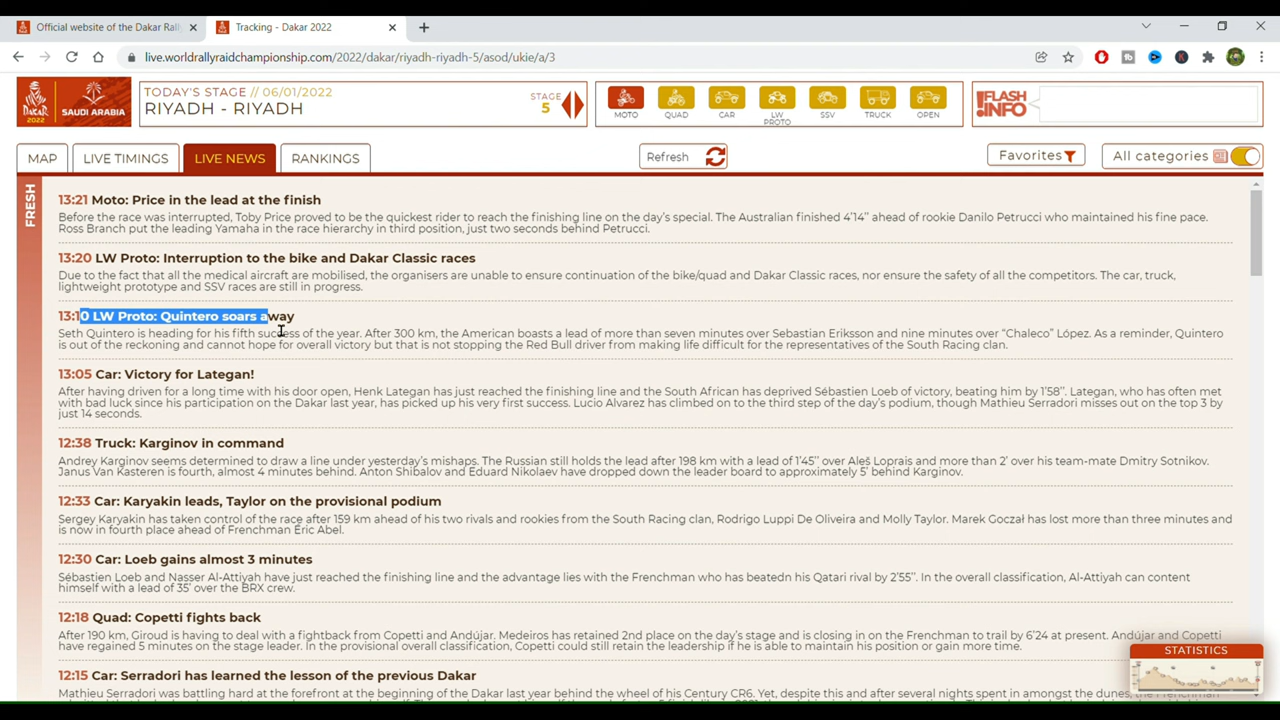 Official website of the Dakar Rall
Tracking - Dakar 2022
live.worldrallyraidchampionship.com/2022/dakar/riyadh-riyadh-5/asod/ukie/a/3
DAKAR
2022
SAUDI ARABIA
TODAY'S STAGE // 06/01/2022
RIYADH - RIYADH
STAGE
5
MOTO
QUAD
CAR
LW
PROTO
SSV
TRUCK
OPEN
!FLASH
INFO
MAP
LIVE TIMINGS
LIVE NEWS
RANKINGS
Refresh
Favorites
All categories
FRESH
13:21 Moto: Price in the lead at the finish
Before the race was interrupted, Toby Price proved to be the quickest rider to reach the finishing line on the day's special. The Australian finished 4'14'' ahead of rookie Danilo Petrucci who maintained his fine pace.
Ross Branch put the leading Yamaha in the race hierarchy in third position, just two seconds behind Petrucci.
13:20 LW Proto: Interruption to the bike and Dakar Classic races
Due to the fact that all the medical aircraft are mobilised, the organisers are unable to ensure continuation of the bike/quad and Dakar Classic races, nor ensure the safety of all the competitors. The car, truck,
lightweight prototype and SSV races are still in progress.
13:10 LW Proto: Quintero soars away
Seth Quintero is heading for his fifth success of the year. After 300 km, the American boasts a lead of more than seven minutes over Sebastian Eriksson and nine minutes over “Chaleco” López. As a reminder, Quintero
is out of the reckoning and cannot hope for overall victory but that is not stopping the Red Bull driver from making life difficult for the representatives of the South Racing clan.
13:05 Car: Victory for Lategan!
After having driven for a long time with his door open, Henk Lategan has just reached the finishing line and the South African has deprived Sébastien Loeb of victory, beating him by 1'58''. Lategan, who has often met
with bad luck since his participation on the Dakar last year, has picked up his very first success. Lucio Alvarez has climbed on to the third step of the day's podium, though Mathieu Serradori misses out on the top 3 by
just 14 seconds.
12:38 Truck: Karginov in command
Andrey Karginov seems determined to draw a line under yesterday's mishaps. The Russian still holds the lead after 198 km with a lead of 1'45'' over Aleš Loprais and more than 2' over his team-mate Dmitry Sotnikov.
Janus Van Kasteren is fourth, almost 4 minutes behind. Anton Shibalov and Eduard Nikolaev have dropped down the leader board to approximately 5' behind Karginov.
12:33 Car: Karyakin leads, Taylor on the provisional podium
Sergey Karyakin has taken control of the race after 159 km ahead of his two rivals and rookies from the South Racing clan, Rodrigo Luppi De Oliveira and Molly Taylor. Marek Goczał has lost more than three minutes and
is now in fourth place ahead of Frenchman Éric Abel.
12:30 Car: Loeb gains almost 3 minutes
Sébastien Loeb and Nasser Al-Attiyah have just reached the finishing line and the advantage lies with the Frenchman who has beatedn his Qatari rival by 2'55''. In the overall classification, Al-Attiyah can content
himself with a lead of 35' over the BRX crew.
12:18 Quad: Copetti fights back
After 190 km, Giroud is having to deal with a fightback from Copetti and Andújar. Medeiros has retained 2nd place on the day's stage and is closing in on the Frenchman to trail by 6'24 at present. Andújar and Copetti
have regained 5 minutes on the stage leader. In the provisional overall classification, Copetti could still retain the leadership if he is able to maintain his position or gain more time.
STATISTICS
12:15 Car: Serradori has learned the lesson of the previous Dakar
Mathieu Serradori was battling hard at the forefront at the beginning of the Dakar last year behind the wheel of his Century CR6. Yet, despite this and after several nights spent in amongst the dunes, the Frenchman